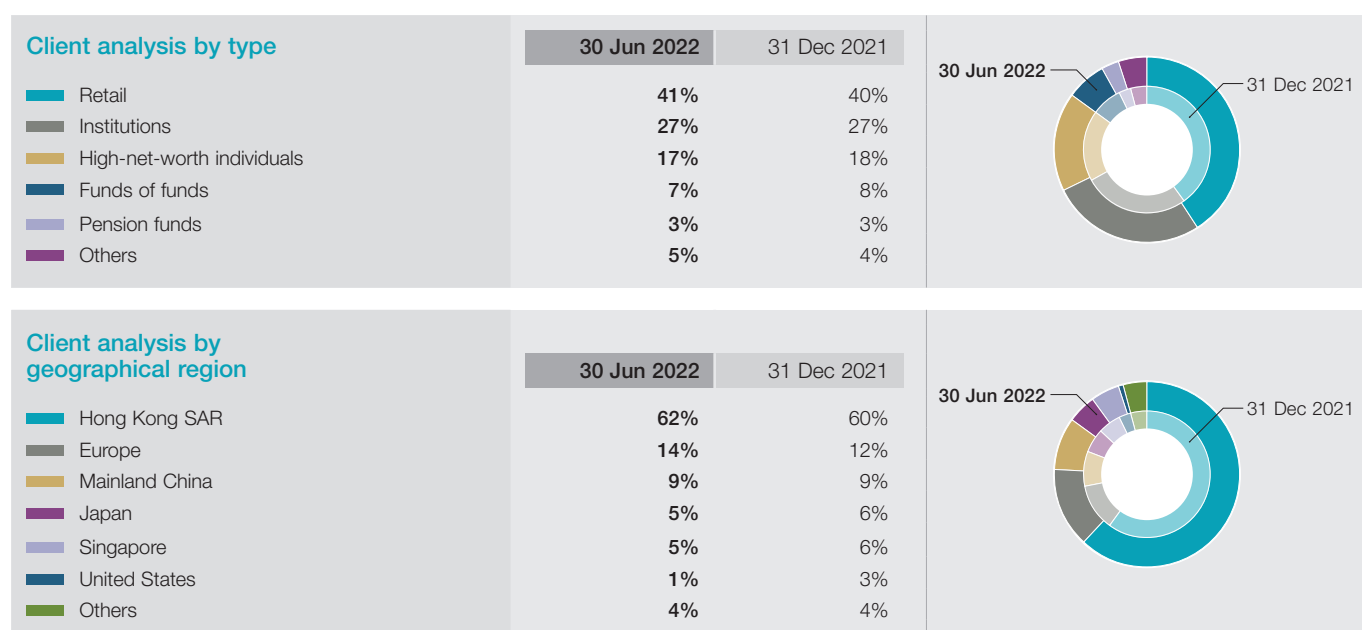 Client analysis by type
30 Jun 2022 31 Dec 2021
Retail 41% 40%
Institutions 27% 27%
High-net-worth individuals 17% 18%
Funds of funds 7% 8%
Pension funds 3% 3%
Others 5% 4%
30 Jun 2022
31 Dec 2021
Client analysis by
geographical region
30 Jun 2022 31 Dec 2021
Hong Kong SAR 62% 60%
Europe 14% 12%
Mainland China 9% 9%
Japan 5% 6%
Singapore 5% 6%
United States 1% 3%
Others 4% 4%
30 Jun 2022
31 Dec 2021